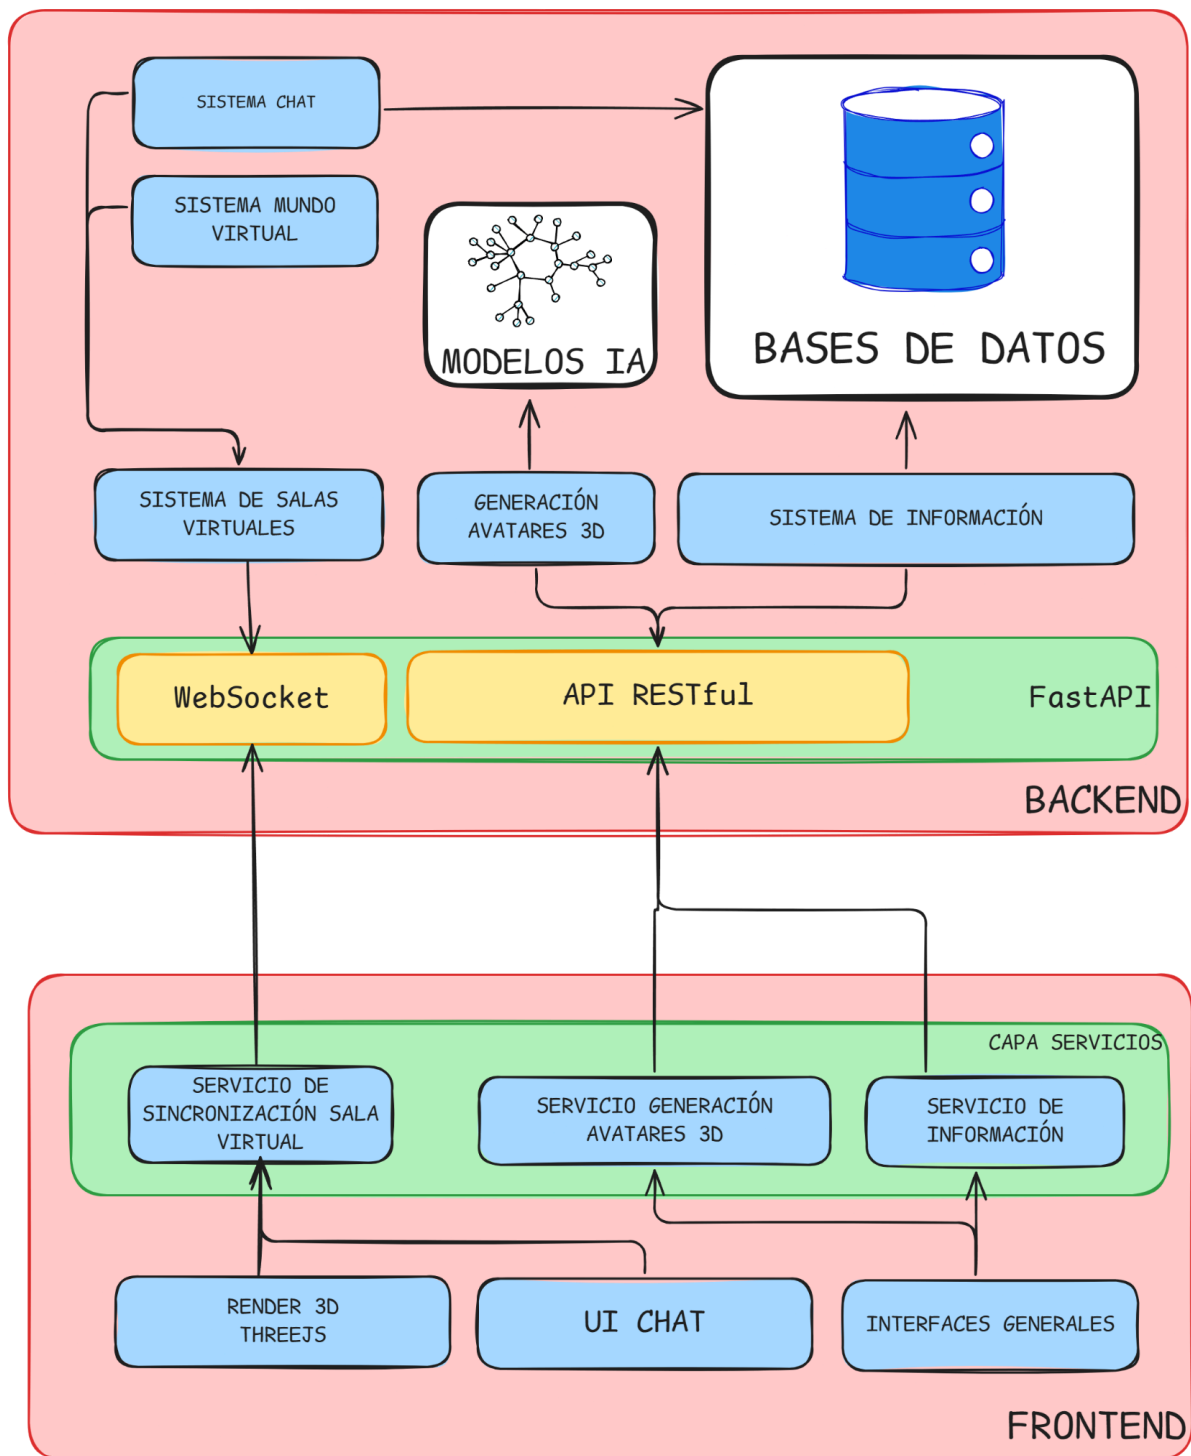 SISTEMA CHAT
SISTEMA MUNDO
VIRTUAL
MODELOS IA
BASES DE DATOS
SISTEMA DE SALAS
VIRTUALES
GENERACIÓN
AVATARES 3D
SISTEMA DE INFORMACIÓN
WebSocket
API RESTful
FastAPI
BACKEND
CAPA SERVICIOS
SERVICIO DE
SINCRONIZACIÓN SALA
VIRTUAL
SERVICIO GENERACIÓN
AVATARES 3D
SERVICIO DE
INFORMACIÓN
RENDER 3D
THREEJS
UI CHAT
INTERFACES GENERALES
FRONTEND